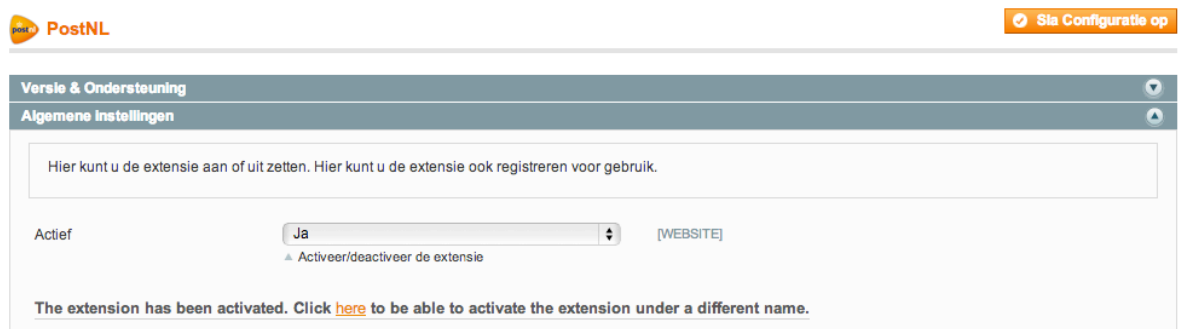 postnl PostNL
Sla Configuratie op
Versie & Ondersteuning
Algemene instellingen
Hier kunt u de extensie aan of uit zetten. Hier kunt u de extensie ook registreren voor gebruik.
Actief Ja [WEBSITE]
Activeer/deactiveer de extensie
The extension has been activated. Click here to be able to activate the extension under a different name.